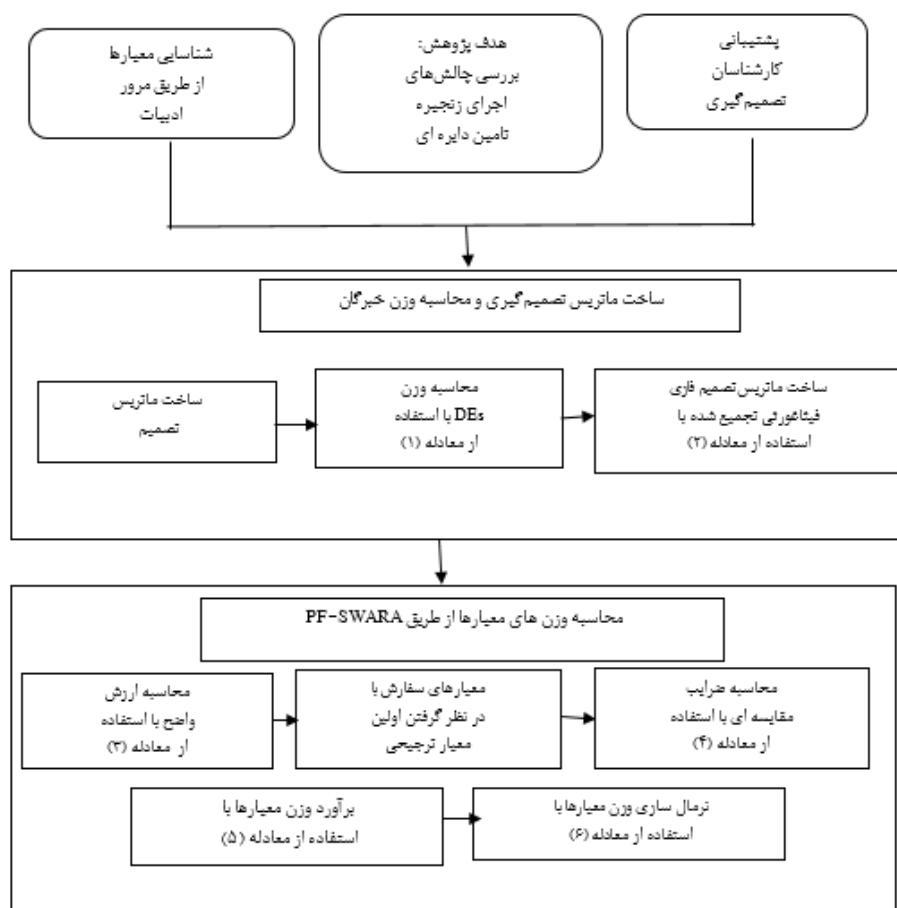 شناسایی معیارها
از طریق مرور
ادبیات
هدف پژوهش:
بررسی چالش‌های
اجرای زنجیره
تامین دایره ای
پشتیبانی
کارشناسان
تصمیم‌گیری
ساخت ماتریس تصمیم‌گیری و محاسبه وزن خبرگان
ساخت ماتریس
تصمیم
محاسبه وزن
DEs با استفاده
از معادله (۱)
ساخت ماتریس تصمیم فازی
فیثاغورثی تجمیع شده با
استفاده از معادله (۲)
محاسبه وزن های معیارها از طریق PF-SWARA
محاسبه ارزش
واضح با استفاده
از معادله (۳)
معیارهای سفارش با
در نظر گرفتن اولین
معیار ترجیحی
محاسبه ضرایب
مقایسه ای با استفاده
از معادله (۴)
برآورد وزن معیارها با
استفاده از معادله (۵)
نرمال سازی وزن معیارها با
استفاده از معادله (۶)